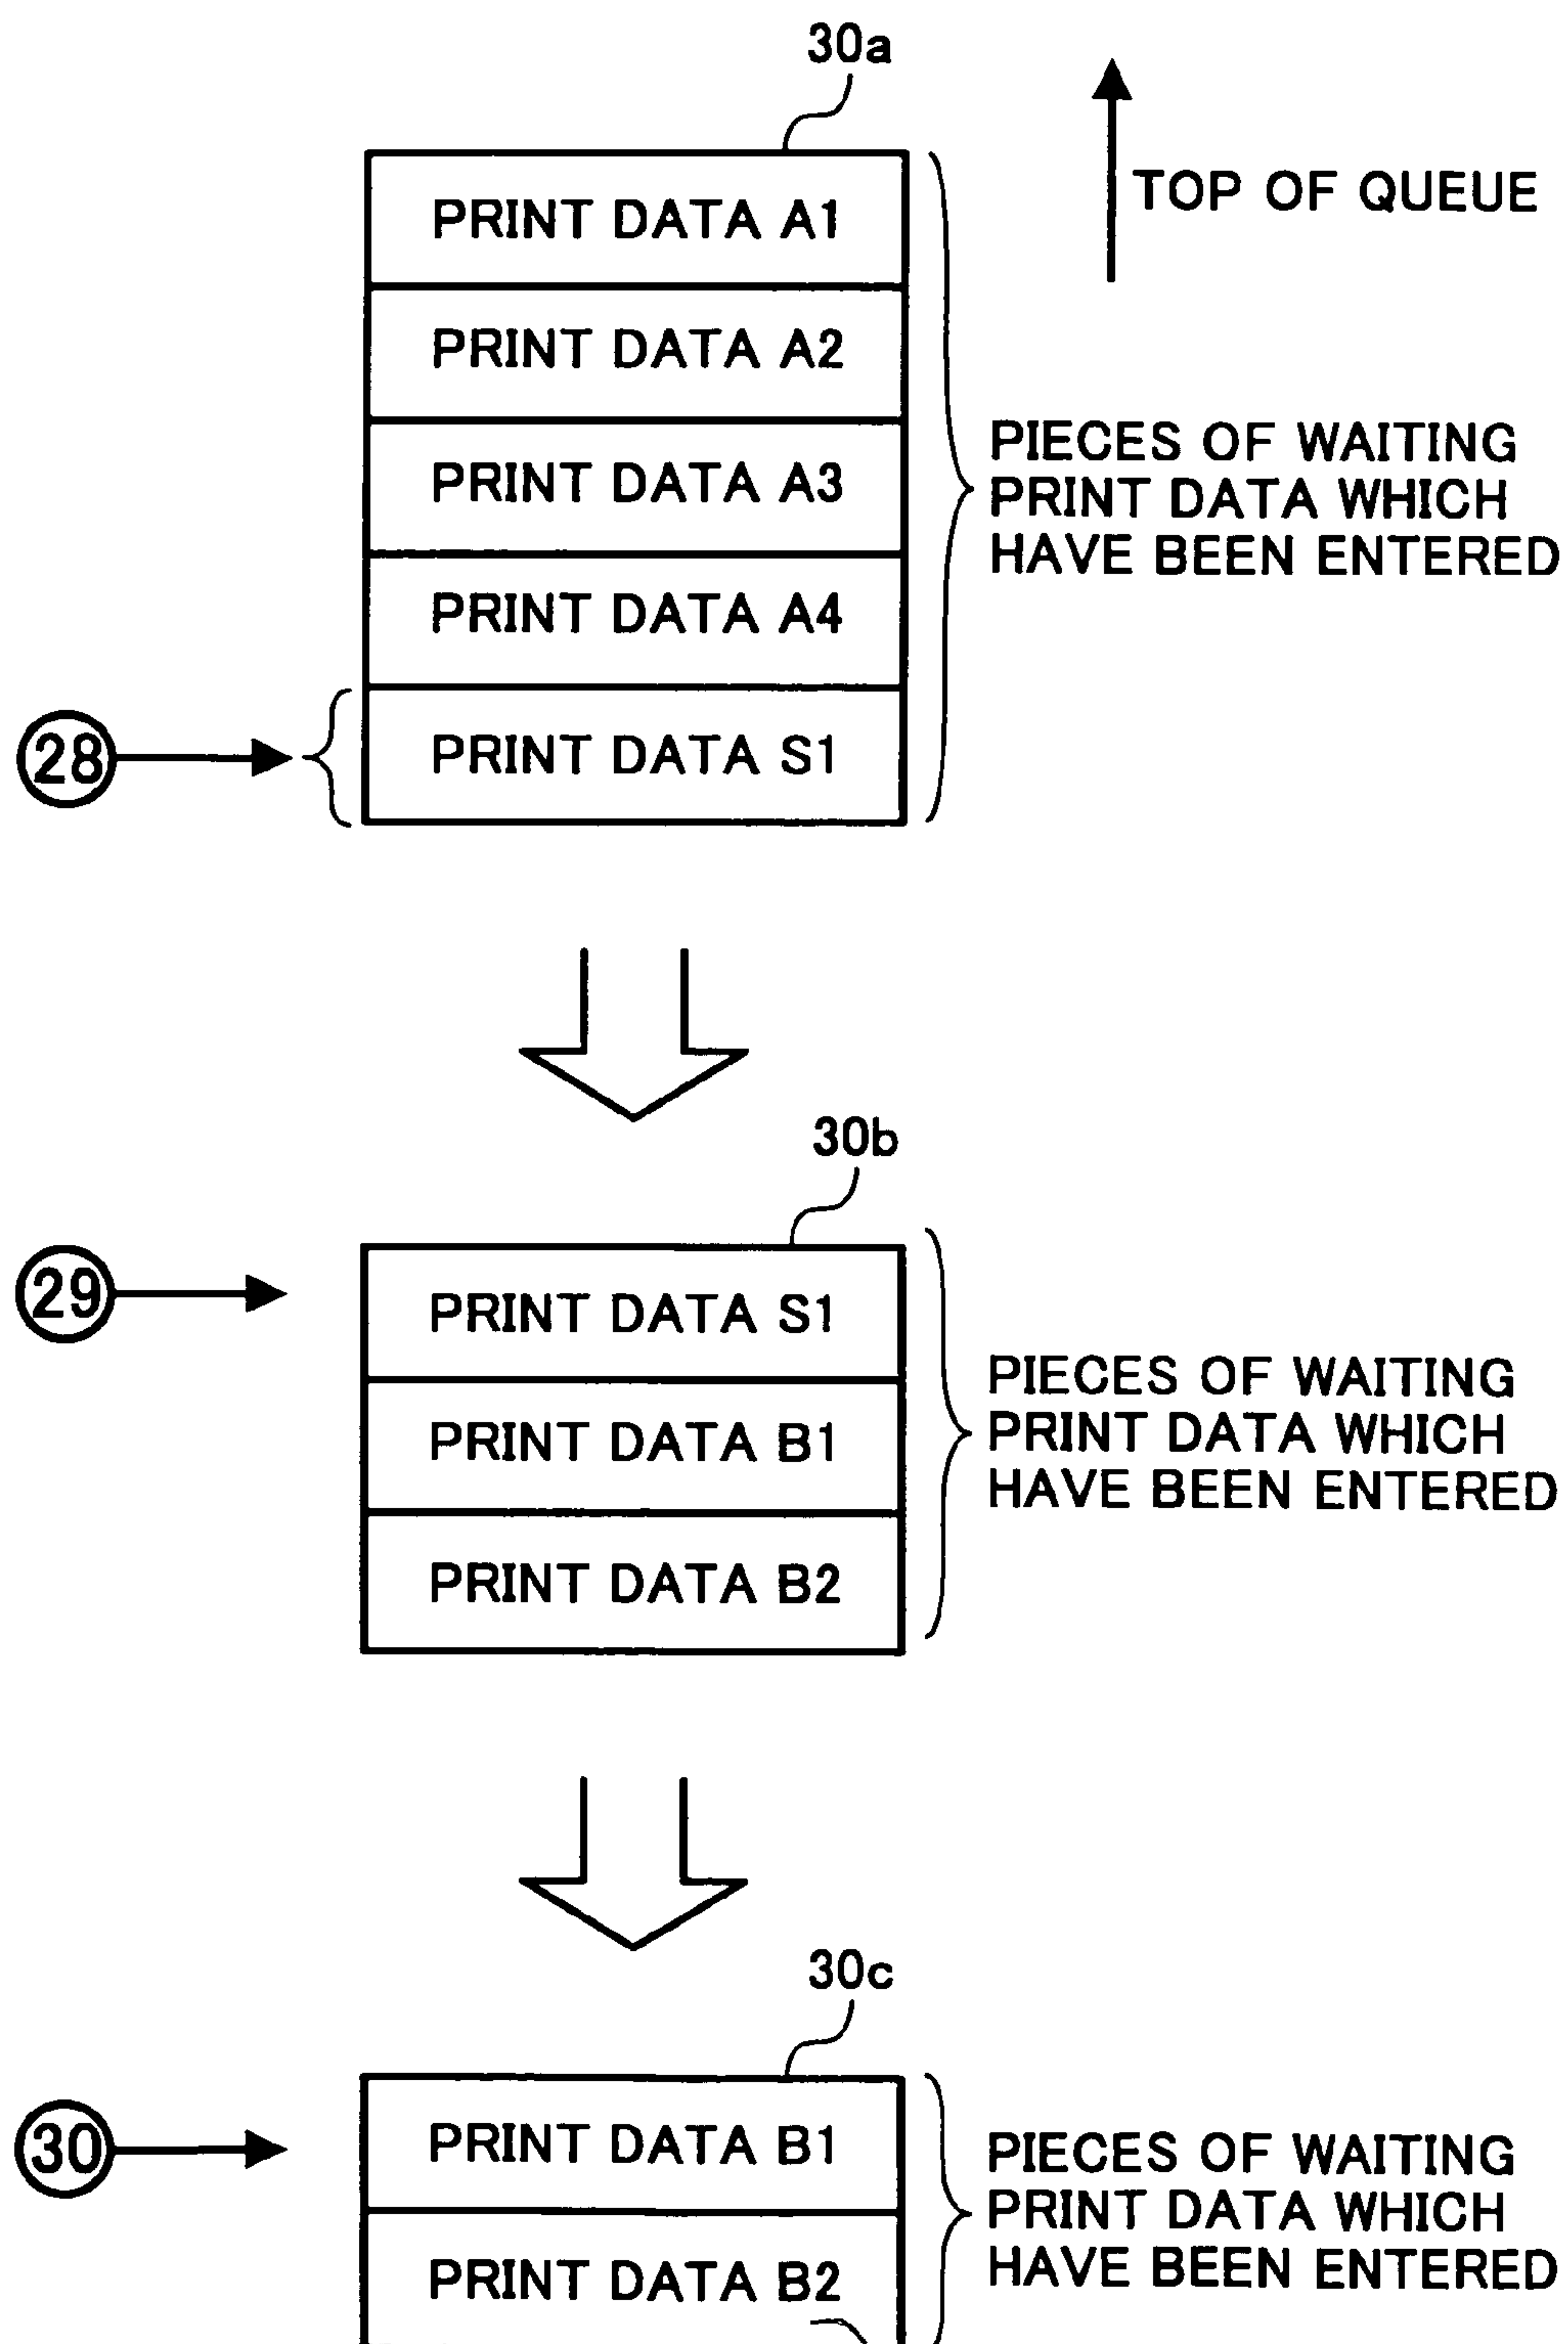 30a
TOP OF QUEUE
PRINT DATA A1
PRINT DATA A2
PRINT DATA A3
PRINT DATA A4
PRINT DATA S1
PIECES OF WAITING
PRINT DATA WHICH
HAVE BEEN ENTERED
28
30b
29
PRINT DATA S1
PRINT DATA B1
PRINT DATA B2
PIECES OF WAITING
PRINT DATA WHICH
HAVE BEEN ENTERED
30c
30
PRINT DATA B1
PRINT DATA B2
PIECES OF WAITING
PRINT DATA WHICH
HAVE BEEN ENTERED